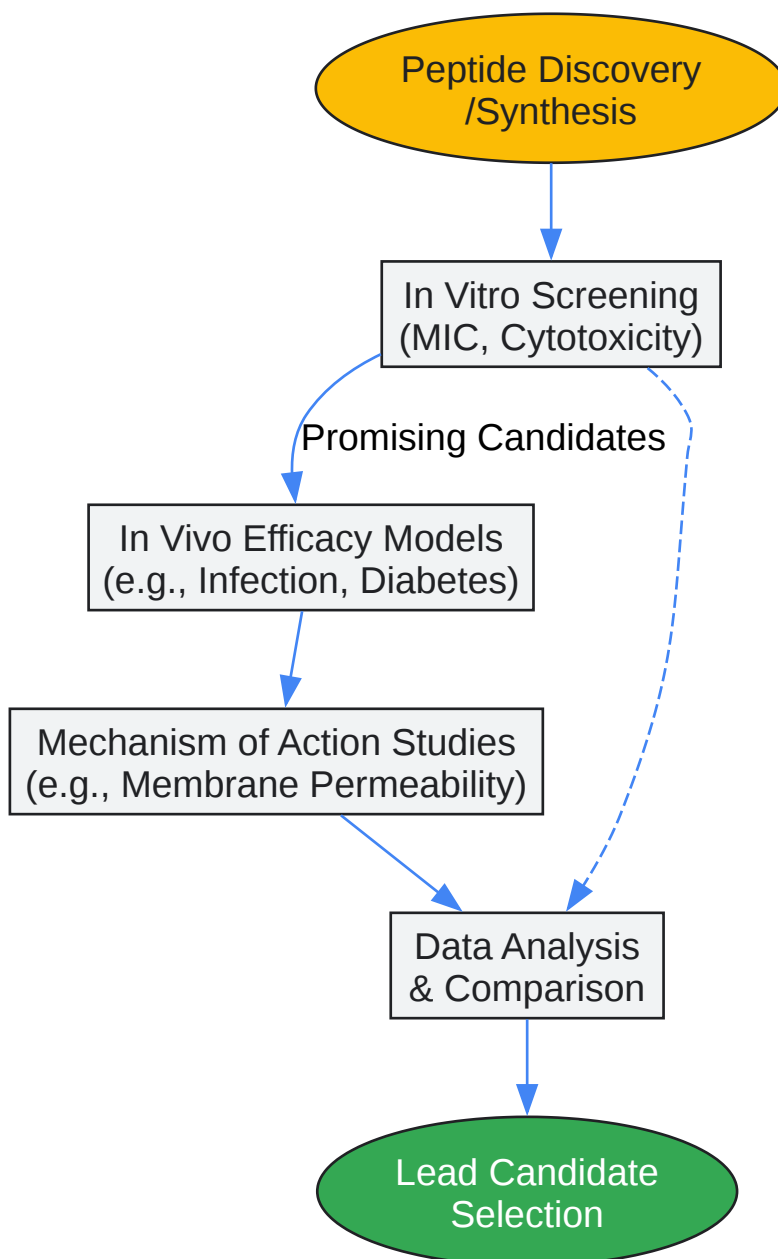 Peptide Discovery
/Synthesis
In Vitro Screening
(MIC, Cytotoxicity)
Promising Candidates
In Vivo Efficacy Models
(e.g., Infection, Diabetes)
Mechanism of Action Studies
(e.g., Membrane Permeability)
Data Analysis
& Comparison
Lead Candidate
Selection